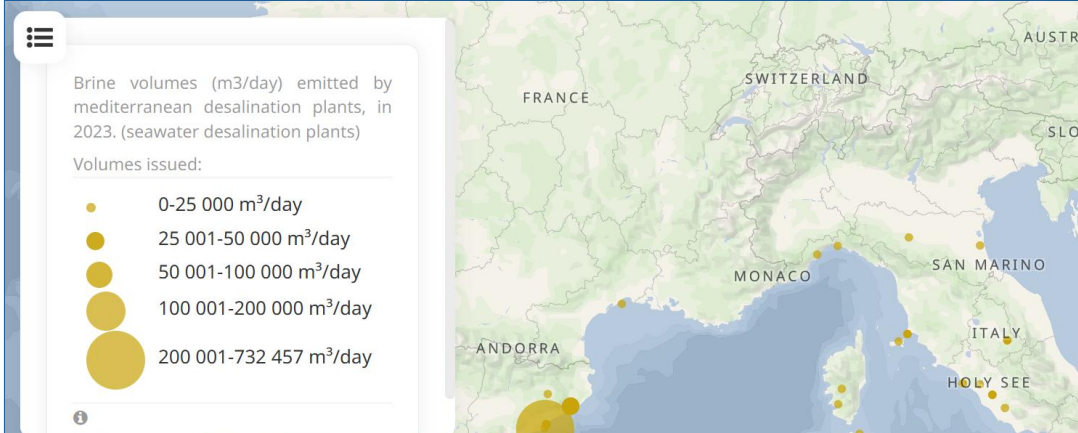 Brine volumes (m3/day) emitted by
mediterranean desalination plants, in
2023. (seawater desalination plants)
Volumes issued:
0-25 000 m³/day
25 001-50 000 m³/day
50 001-100 000 m³/day
100 001-200 000 m³/day
200 001-732 457 m³/day
AUSTR
SWITZERLAND
FRANCE
SLO
SAN MARINO
MONACO
ITALY
ANDORRA
HOLY SEE